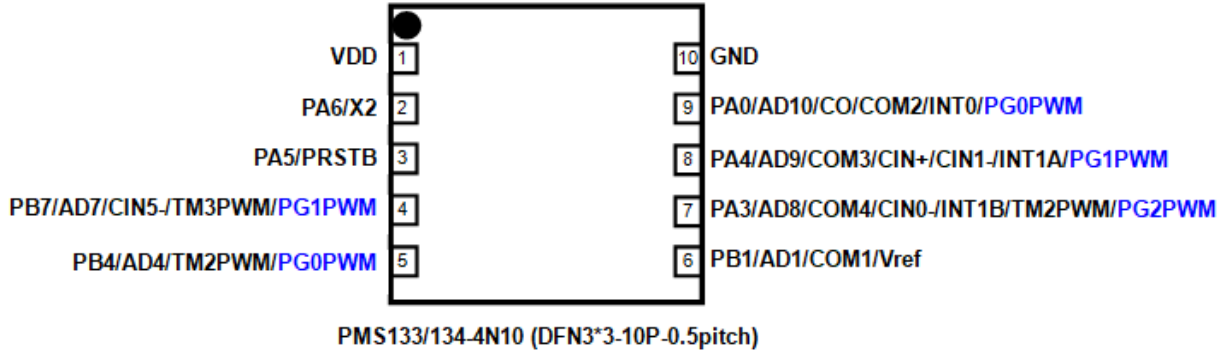 VDD 1 10 GND
PA6/X2 2 9 PA0/AD10/CO/COM2/INT0/PG0PWM
PA5/PRSTB 3 8 PA4/AD9/COM3/CIN+/CIN1-/INT1A/PG1PWM
PB7/AD7/CIN5-/TM3PWM/PG1PWM 4 7 PA3/AD8/COM4/CIN0-/INT1B/TM2PWM/PG2PWM
PB4/AD4/TM2PWM/PG0PWM 5 6 PB1/AD1/COM1/Vref
PMS133/134-4N10 (DFN3*3-10P-0.5pitch)